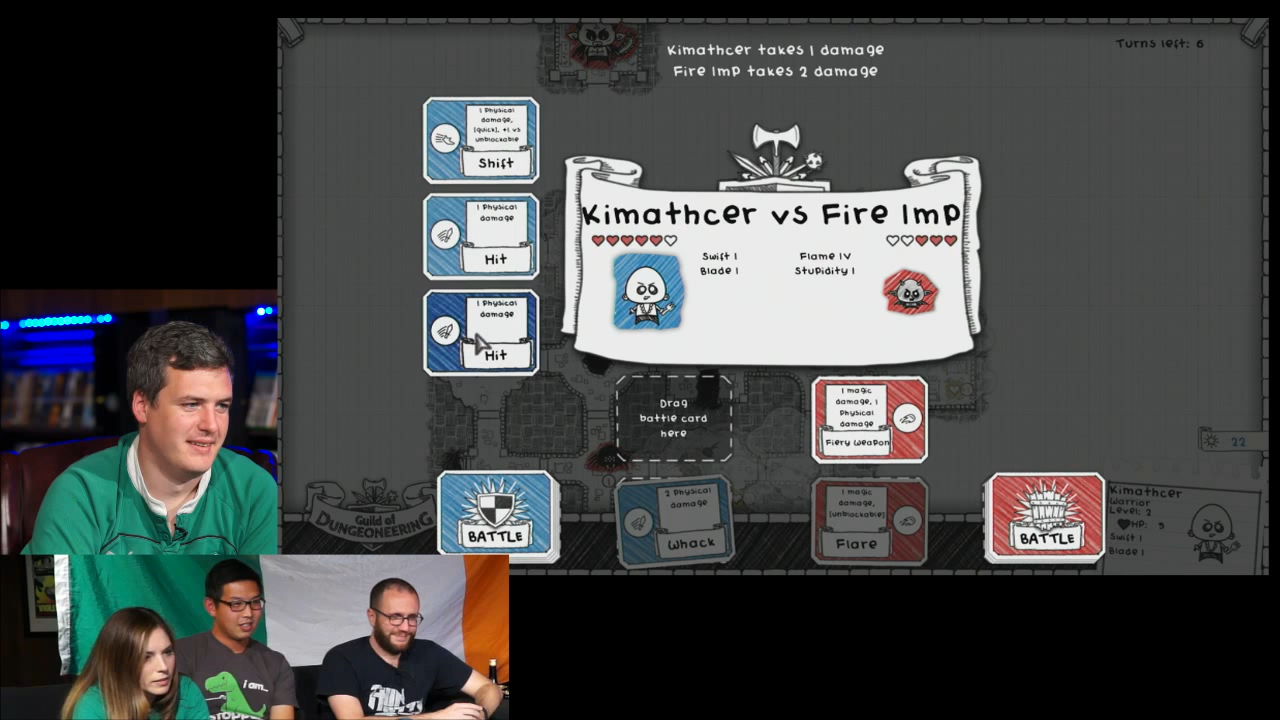 Kimathcer takes 1 damage
Fire Imp takes 2 damage
Turns left: 6
1 Physical
damage,
[quick], +1 vs
unblockable
Shift
1 Physical
damage
Hit
1 Physical
damage
Hit
Kimathcer vs Fire Imp
Swift 1
Blade 1
Flame IV
Stupidity 1
Drag
battle card
here
1 magic
damage, 1
Physical
damage
Fiery Weapon
BATTLE
2 Physical
damage
Whack
1 magic
damage,
[unblockable]
Flare
BATTLE
22
Guild of
DUNGEONEERING
Kimathcer
Warrior
Level: 2
HP: 5
Swift 1
Blade 1
i am...